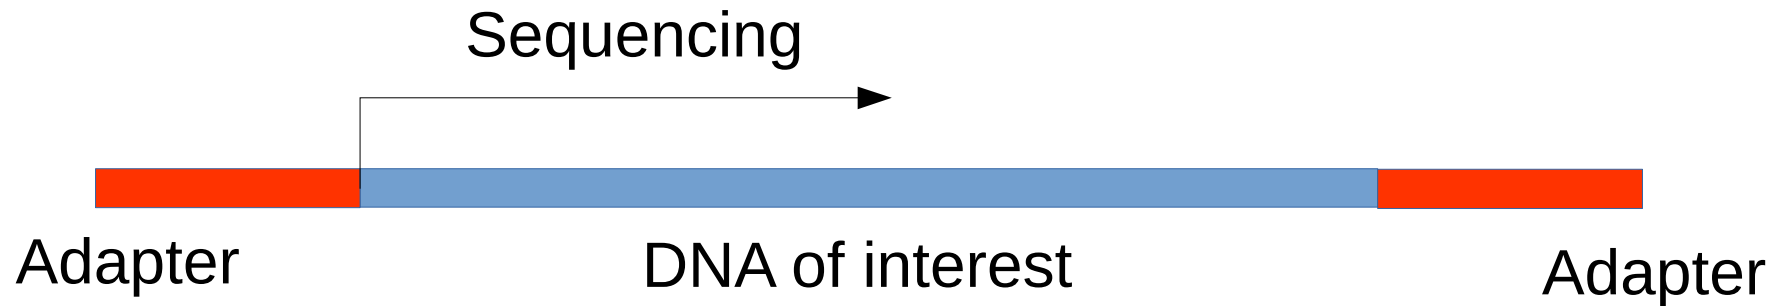 Sequencing
Adapter
DNA of interest
Adapter